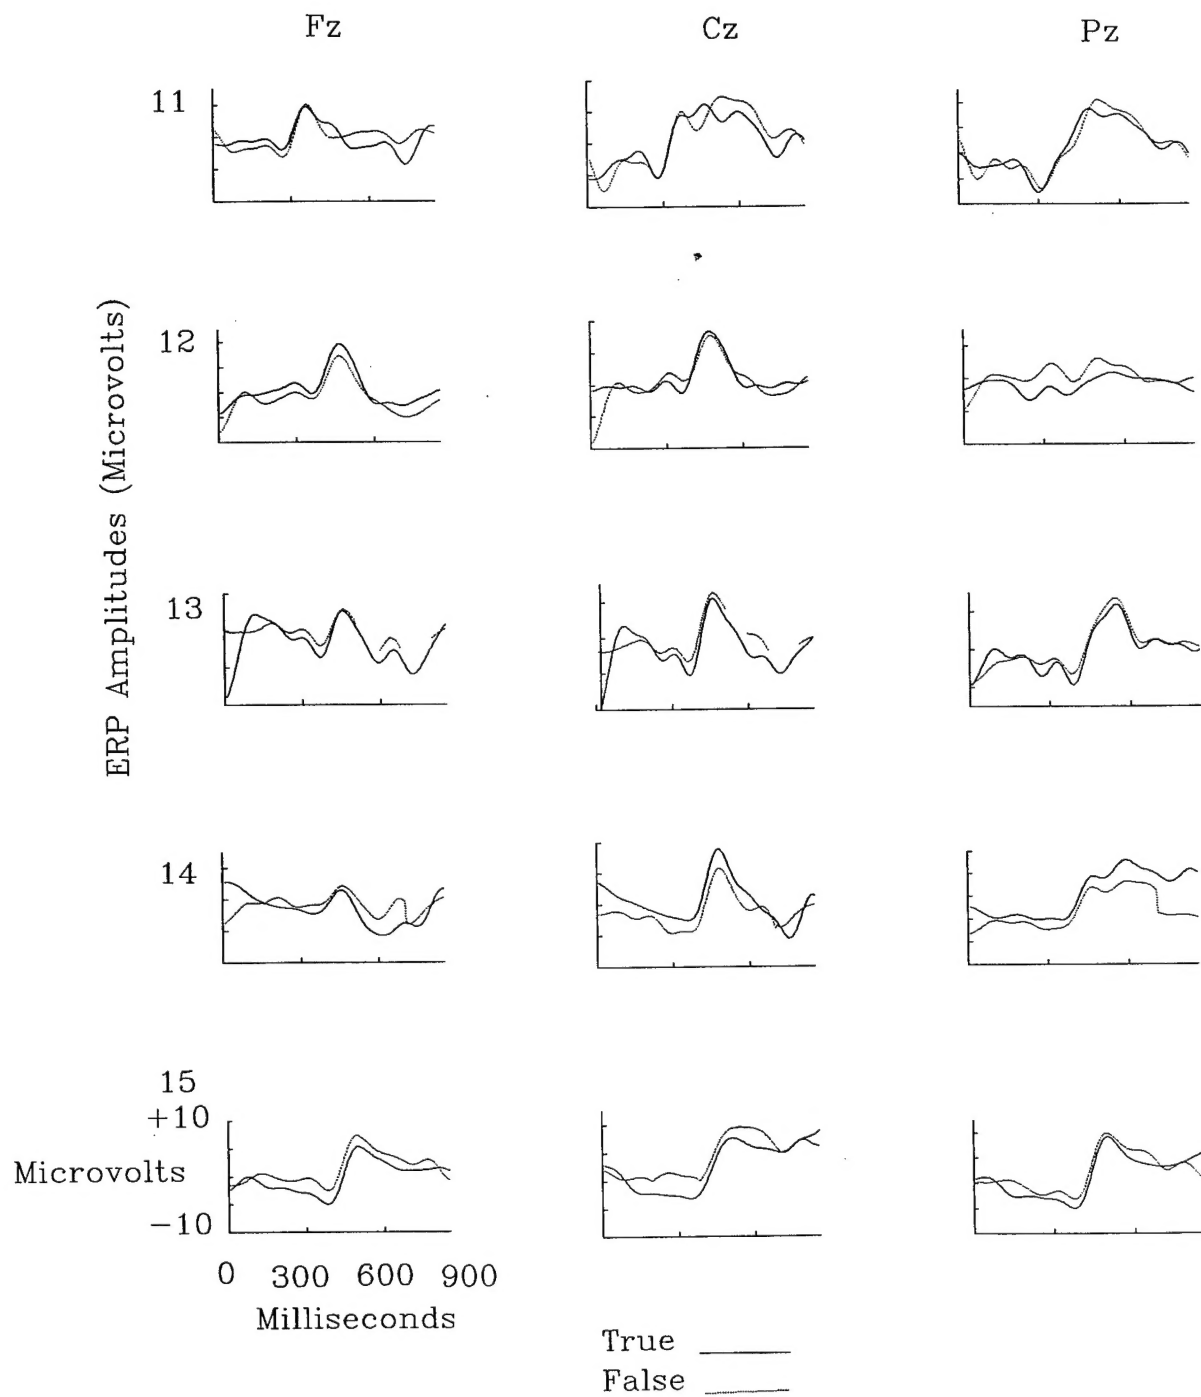 Fz Cz Pz
11
12
13
14
15
ERP Amplitudes (Microvolts)
+10
Microvolts
−10
0 300 600 900
Milliseconds
True
False